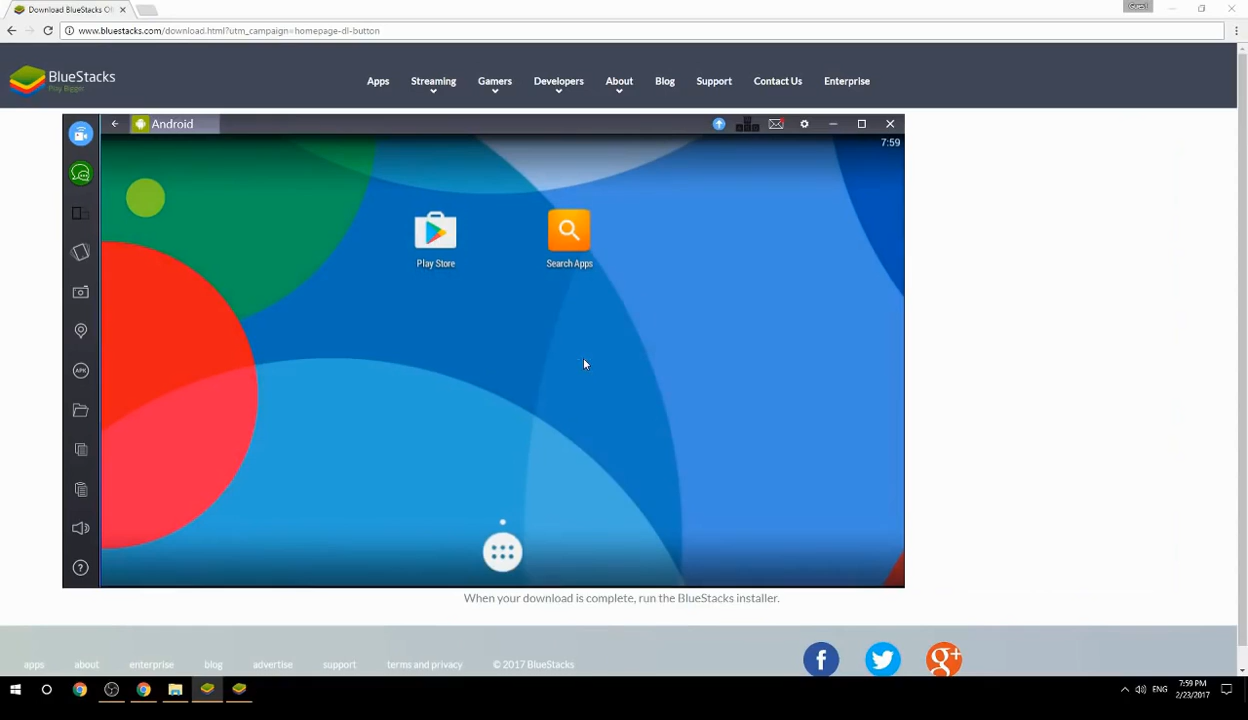 Download BlueStacks Of
Guest
www.bluestacks.com/download.html?utm_campaign=homepage-dl-button
BlueStacks
Play Bigger
Apps
Streaming
Gamers
Developers
About
Blog
Support
Contact Us
Enterprise
Android
7:59
Play Store
Search Apps
APK
?
When your download is complete, run the BlueStacks installer.
apps
about
enterprise
blog
advertise
support
terms and privacy
© 2017 BlueStacks
f
g+
ENG
7:59 PM
2/23/2017